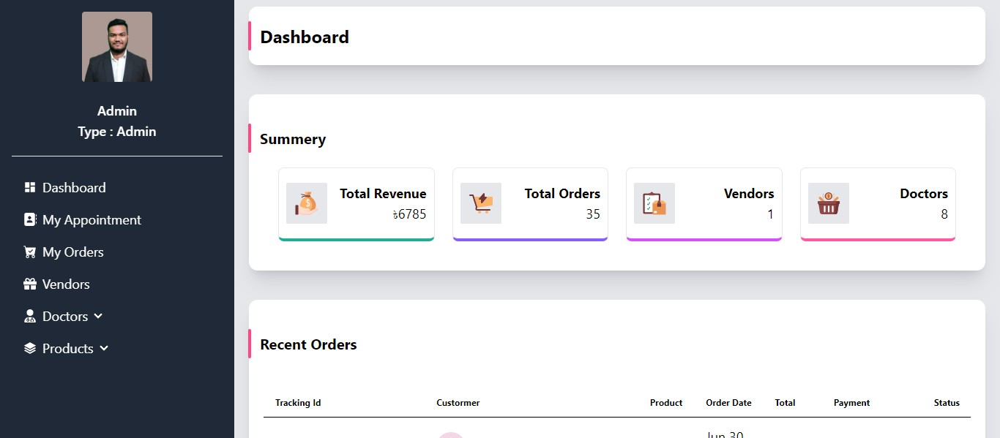 Admin
Type : Admin
Dashboard
My Appointment
My Orders
Vendors
Doctors
Products
Dashboard
Summery
Total Revenue
৳6785
Total Orders
35
Vendors
1
Doctors
8
Recent Orders
Tracking Id Custormer Product Order Date Total Payment Status
Jun 30